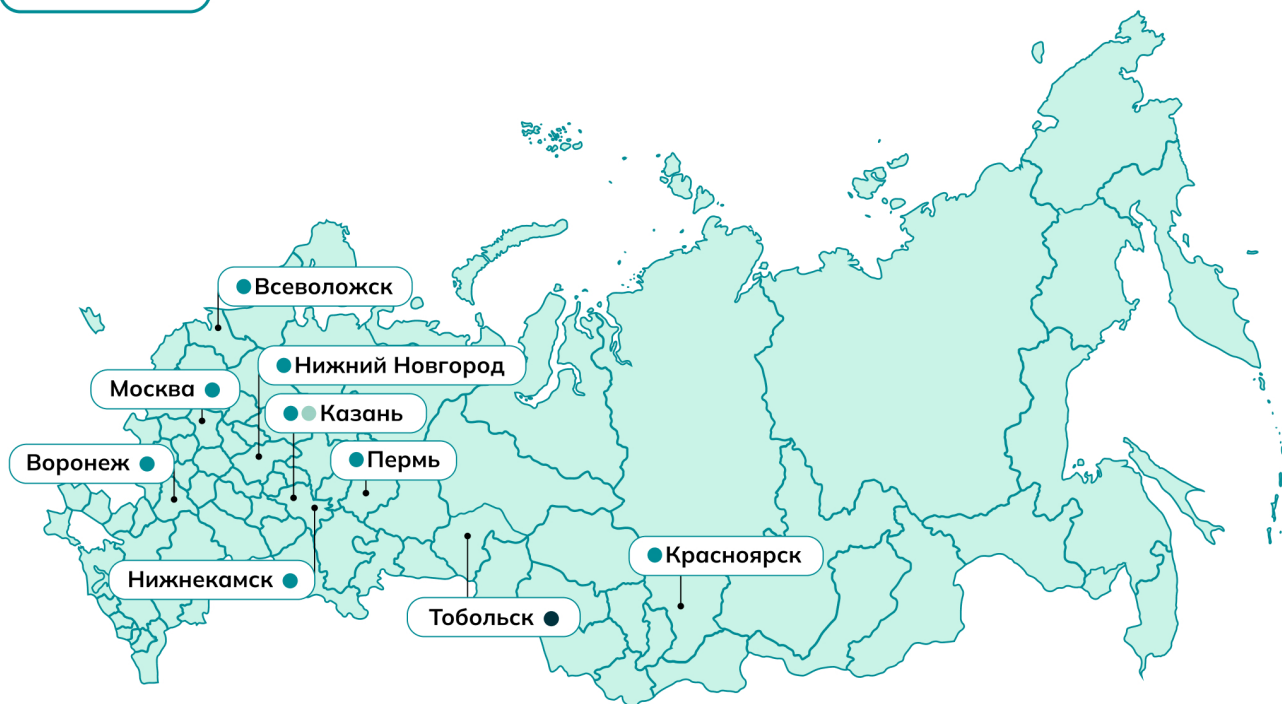 Всеволожск
Нижний Новгород
Москва
Казань
Воронеж
Пермь
Красноярск
Нижнекамск
Тобольск